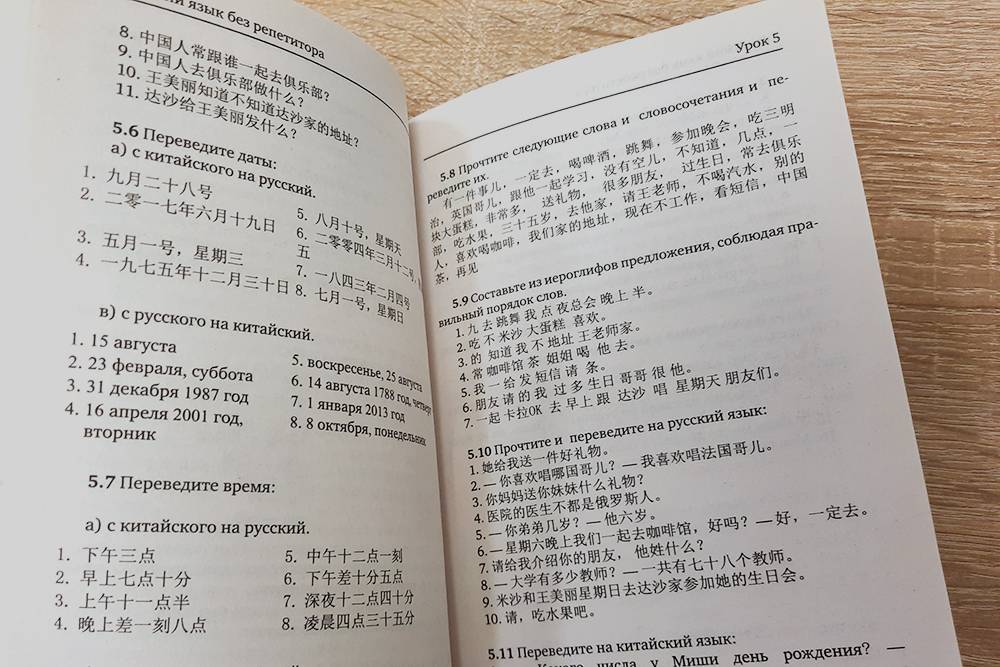 язык без репетитора
8. 中国人常跟谁一起去俱乐部?
9. 中国人去俱乐部做什么?
10. 王美丽知道不知道达沙家的地址?
11. 达沙给王美丽发什么?
5.6 Переведите даты:
а) с китайского на русский.
1. 九月二十八号
2. 二零一七年六月十九日
3. 五月一号，星期三
4. 一九七五年十二月三十日
5. 八月十号，星期天
6. 二零零四年三月十二号，
五
7. 一八四三年二月四号
8. 七月一号，星期日
в) с русского на китайский.
1. 15 августа
2. 23 февраля, суббота
3. 31 декабря 1987 год
4. 16 апреля 2001 год,
вторник
5. воскресенье, 25 августа
6. 14 августа 1788 год, четверг
7. 1 января 2013 год
8. 8 октября, понедельник
5.7 Переведите время:
а) с китайского на русский.
1. 下午三点
2. 早上七点十分
3. 上午十一点半
4. 晚上差一刻八点
5. 中午十二点一刻
6. 下午差十分五点
7. 深夜十二点四十分
8. 凌晨四点三十五分
Урок 5
5.8 Прочтите следующие слова и словосочетания и пе-
реведите их.
有一件事儿，一定去，喝啤酒，跳舞，参加晚会，吃三明
治，英国哥儿，跟他一起学习，没有空儿，不知道，几点，一
块大蛋糕，非常多，送礼物，很多朋友，过生日，常去俱乐
部，吃水果，三十五岁，去他家，请王老师，不喝汽水，别的
人，喜欢喝咖啡，我们家的地址，现在不工作，看短信，中国
茶，再见
5.9 Составьте из иероглифов предложения, соблюдая пра-
вильный порядок слов.
1. 九 去 跳舞 我 点 夜总会 晚上 半。
2. 吃 不 米沙 大蛋糕 喜欢。
3. 的 知道 我 不 地址 王老师家。
4. 常 咖啡馆 茶 姐姐 喝 他 去。
5. 我 一 给 发 短信 请 条。
6. 朋友 请 的 我 过 多 生日 哥哥 很 他。
7. 一起 卡拉OK 去 早上 跟 达沙 唱 星期天 朋友们。
5.10 Прочтите и переведите на русский язык:
1. 她给我送一件好礼物。
2. — 你喜欢唱哪国哥儿? — 我喜欢唱法国哥儿。
3. 你妈妈送你妹妹什么礼物?
4. 医院的医生不都是俄罗斯人。
5. — 你弟弟几岁? — 他六岁。
6. — 星期六晚上我们一起去咖啡馆，好吗? — 好，一定去。
7. 请给我介绍你的朋友，他姓什么?
8. — 大学有多少教师? — 一共有七十八个教师。
9. 米沙和王美丽星期日去达沙家参加她的生日会。
10. 请，吃水果吧。
5.11 Переведите на китайский язык:
Какого числа у Миши день рождения? —